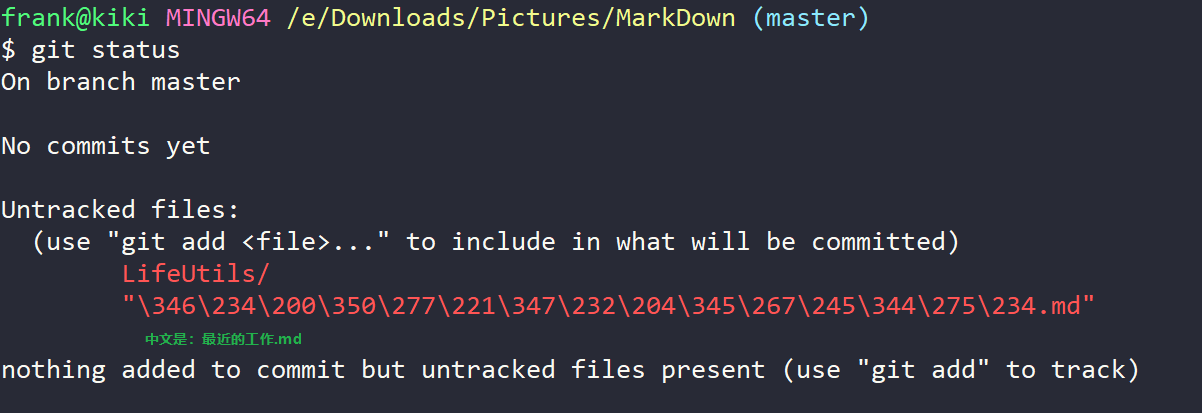 frank@kiki MINGW64 /e/Downloads/Pictures/MarkDown (master)
$ git status
On branch master
No commits yet
Untracked files:
(use "git add <file>..." to include in what will be committed)
LifeUtils/
"\346\234\200\350\277\221\347\232\204\345\267\245\344\275\234.md"
中文是：最近的工作.md
nothing added to commit but untracked files present (use "git add" to track)